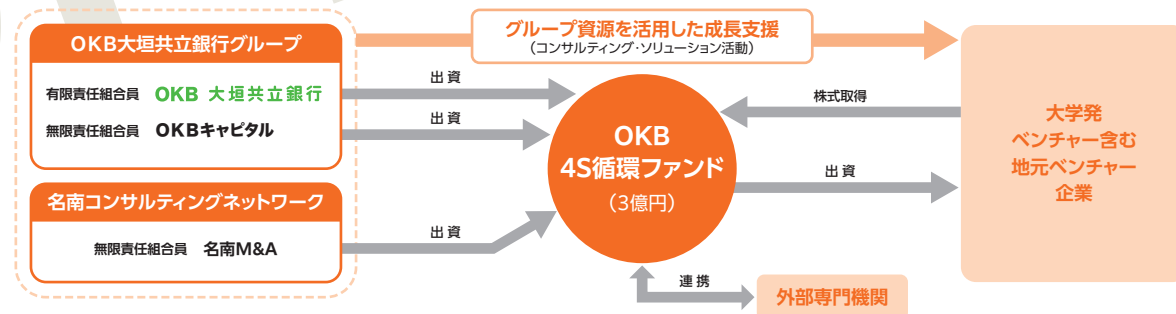 OKB大垣共立銀行グループ
有限責任組合員 OKB 大垣共立銀行
無限責任組合員 OKBキャピタル
名南コンサルティングネットワーク
無限責任組合員 名南M&A
グループ資源を活用した成長支援
(コンサルティング・ソリューション活動)
出資
出資
出資
OKB
4S循環ファンド
(3億円)
株式取得
出資
連携
外部専門機関
大学発
ベンチャー含む
地元ベンチャー
企業